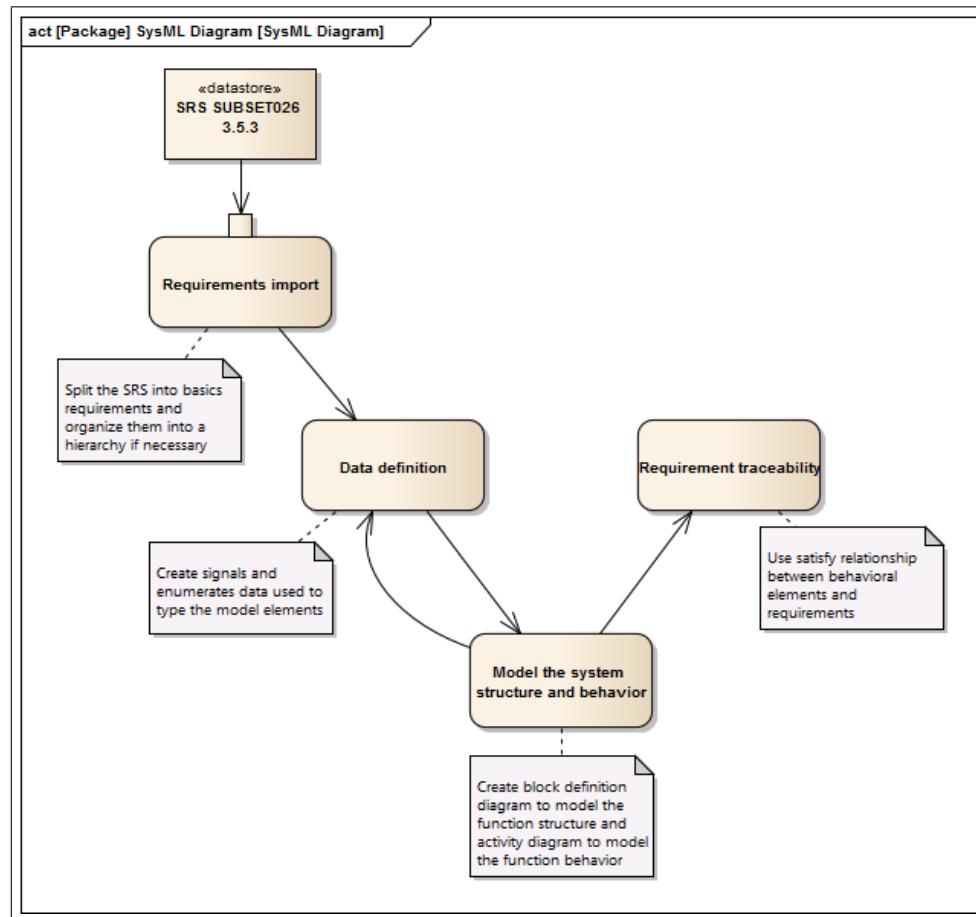 act [Package] SysML Diagram [SysML Diagram]
«datastore»
SRS SUBSET026
3.5.3
Requirements import
Split the SRS into basics
requirements and
organize them into a
hierarchy if necessary
Data definition
Requirement traceability
Create signals and
enumerates data used to
type the model elements
Use satisfy relationship
between behavioral
elements and
requirements
Model the system
structure and behavior
Create block definition
diagram to model the
function structure and
activity diagram to model
the function behavior